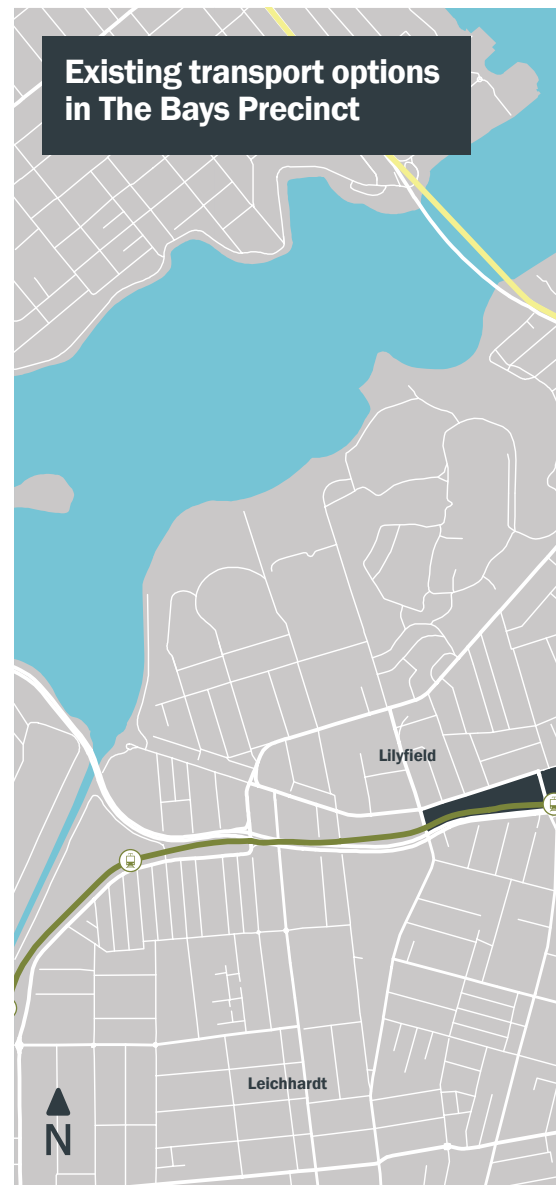 Existing transport options
in The Bays Precinct
Lilyfield
Leichhardt
N